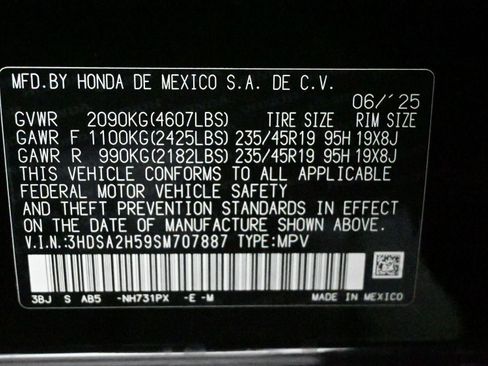 MFD.BY HONDA DE MEXICO S.A. DE C.V.
06/'25
GVWR 2090KG(4607LBS) TIRE SIZE RIM SIZE
GAWR F 1100KG(2425LBS) 235/45R19 95H 19X8J
GAWR R 990KG(2182LBS) 235/45R19 95H 19X8J
THIS VEHICLE CONFORMS TO ALL APPLICABLE
FEDERAL MOTOR VEHICLE SAFETY
AND THEFT PREVENTION STANDARDS IN EFFECT
ON THE DATE OF MANUFACTURE SHOWN ABOVE.
V.I.N.:3HDSA2H59SM707887 TYPE:MPV
3BJ S AB5 -NH731PX -E -M MADE IN MEXICO